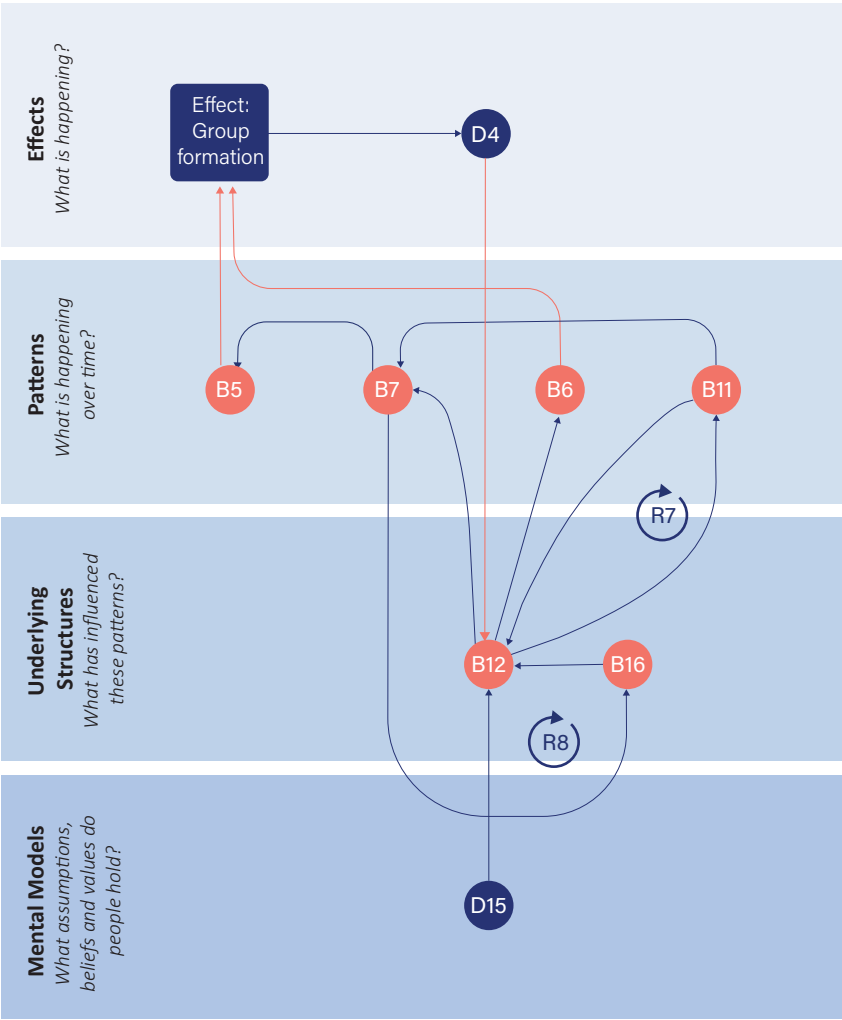 Effects
What is happening?
Effect:
Group
formation
D4
Patterns
What is happening
over time?
B5
B7
B6
B11
R7
Underlying
Structures
What has influenced
these patterns?
B12
B16
R8
Mental Models
What assumptions,
beliefs and values do
people hold?
D15